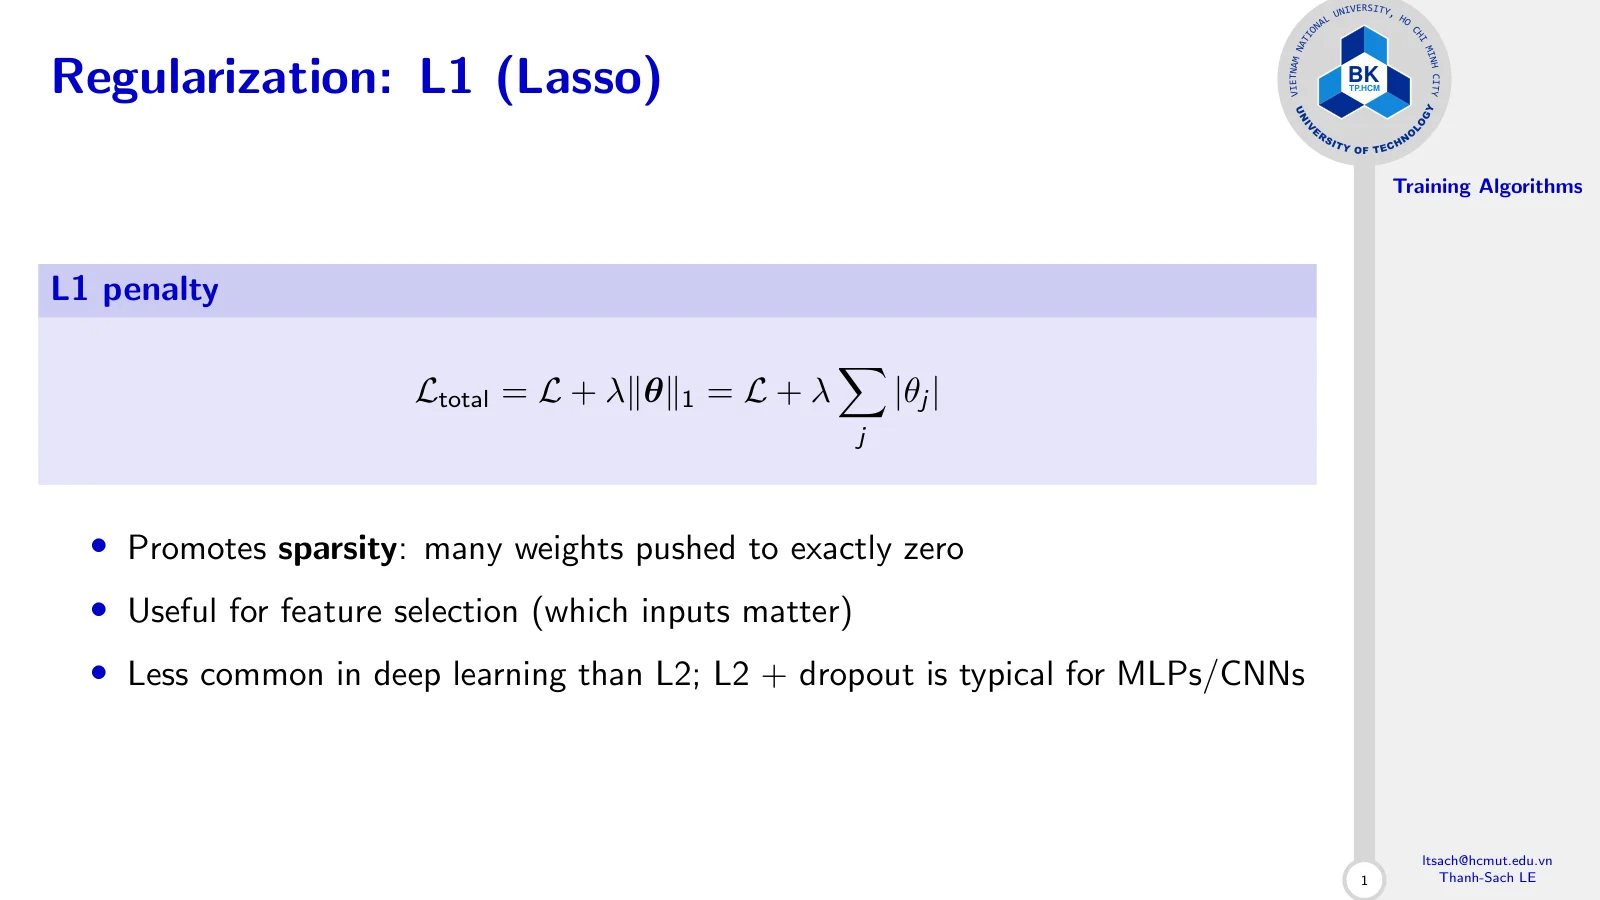 Regularization: L1 (Lasso)
VIETNAM NATIONAL UNIVERSITY, HO CHI MINH CITY
BK
TP.HCM
UNIVERSITY OF TECHNOLOGY
Training Algorithms
L1 penalty
ℒtotal = ℒ + λ‖θ‖₁ = ℒ + λ ∑j |θj|
• Promotes sparsity: many weights pushed to exactly zero
• Useful for feature selection (which inputs matter)
• Less common in deep learning than L2; L2 + dropout is typical for MLPs/CNNs
ltsach@hcmut.edu.vn
Thanh-Sach LE
1